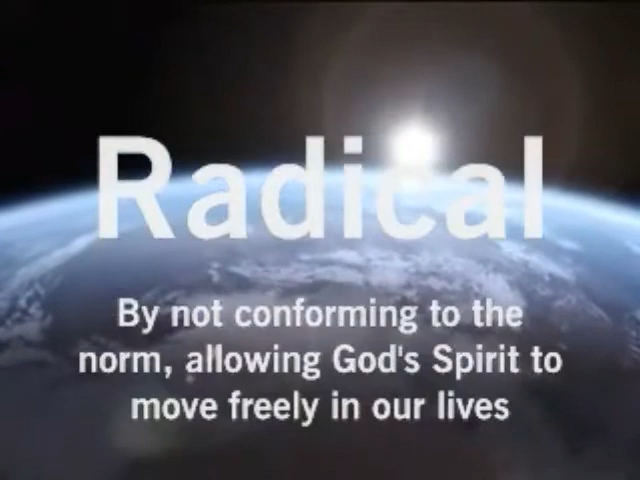 Radical
By not conforming to the
norm, allowing God's Spirit to
move freely in our lives